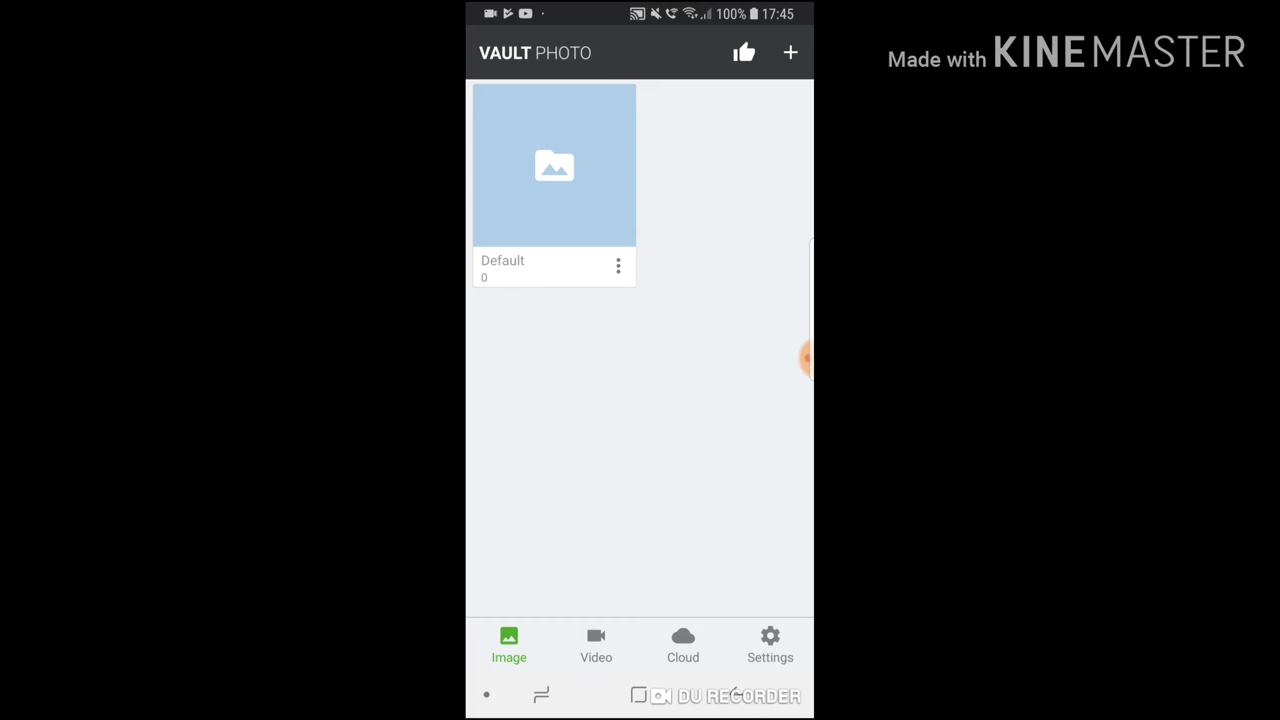 100% 17:45
VAULT PHOTO
Made with KINEMASTER
Default
0
Image Video Cloud Settings
DU RECORDER